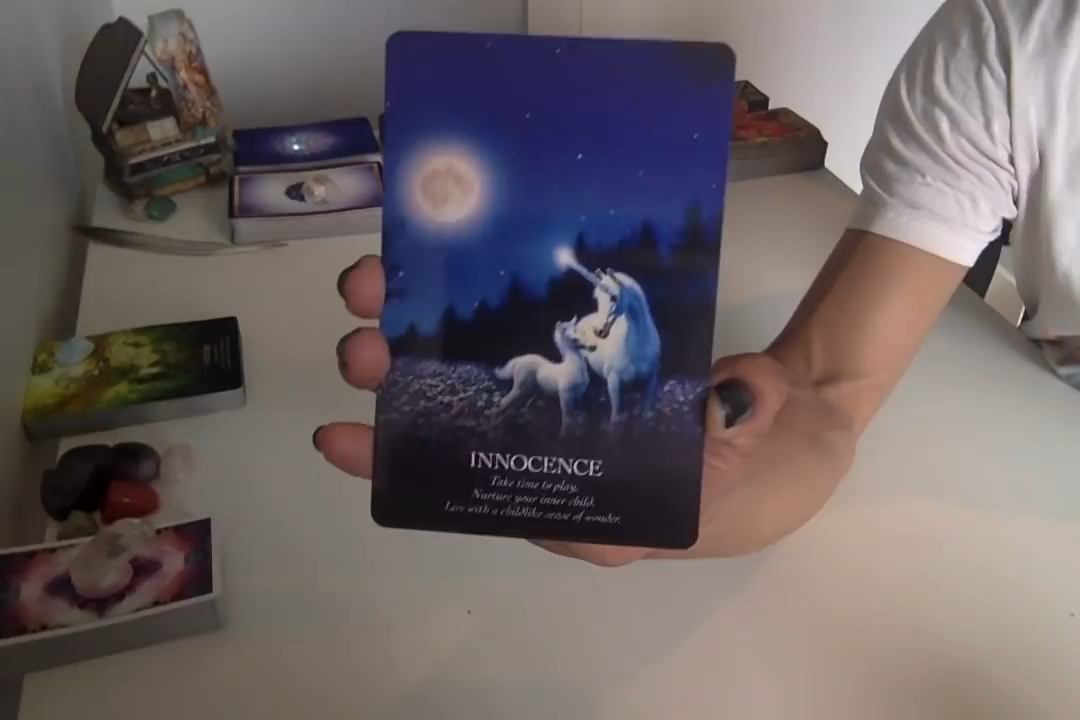 INNOCENCE
Take time to play.
Nurture your inner child.
Live with a childlike sense of wonder.